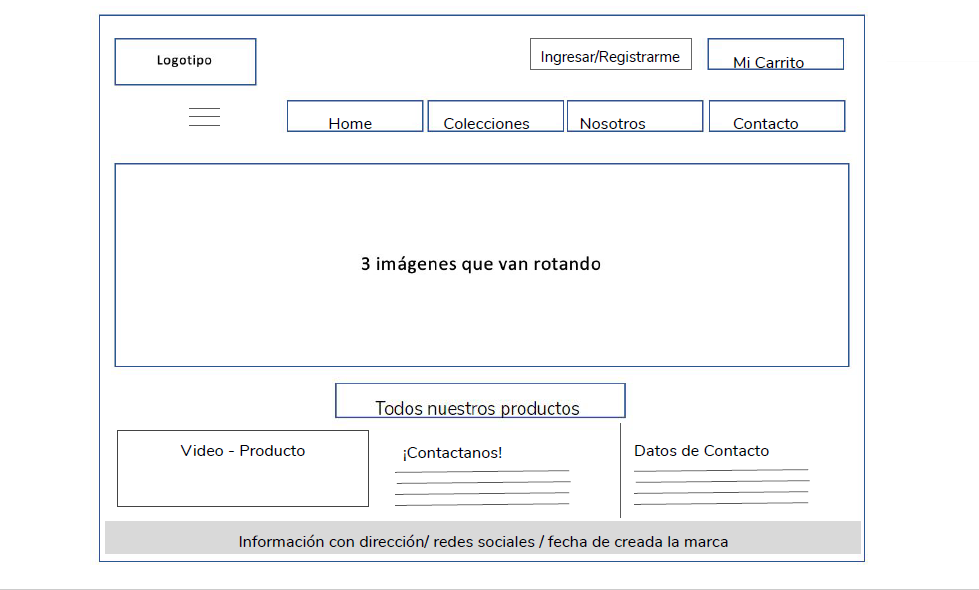 Logotipo
Ingresar/Registrarme
Mi Carrito
Home
Colecciones
Nosotros
Contacto
3 imágenes que van rotando
Todos nuestros productos
Video - Producto
¡Contactanos!
Datos de Contacto
Información con dirección/ redes sociales / fecha de creada la marca